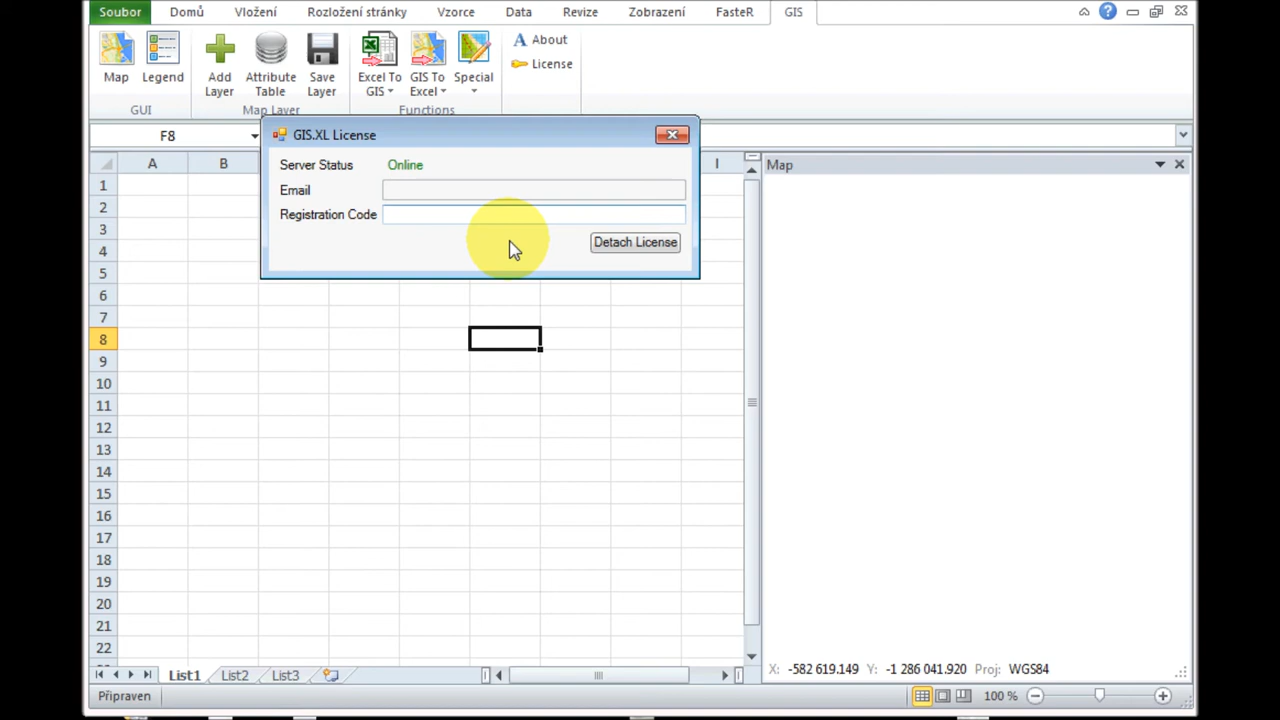 Soubor Domů Vložení Rozložení stránky Vzorce Data Revize Zobrazení FasteR GIS
Map Legend Add Layer Attribute Table Save Layer Excel To GIS GIS To Excel Special
About
License
GUI Map Layer Functions
F8
GIS.XL License
Server Status Online
Email
Registration Code
Detach License
A B I
Map
1
2
3
4
5
6
7
8
9
10
11
12
13
14
15
16
17
18
19
20
21
22
X: -582 619.149 Y: -1 286 041.920 Proj: WGS84
List1 List2 List3
Připraven 100 %